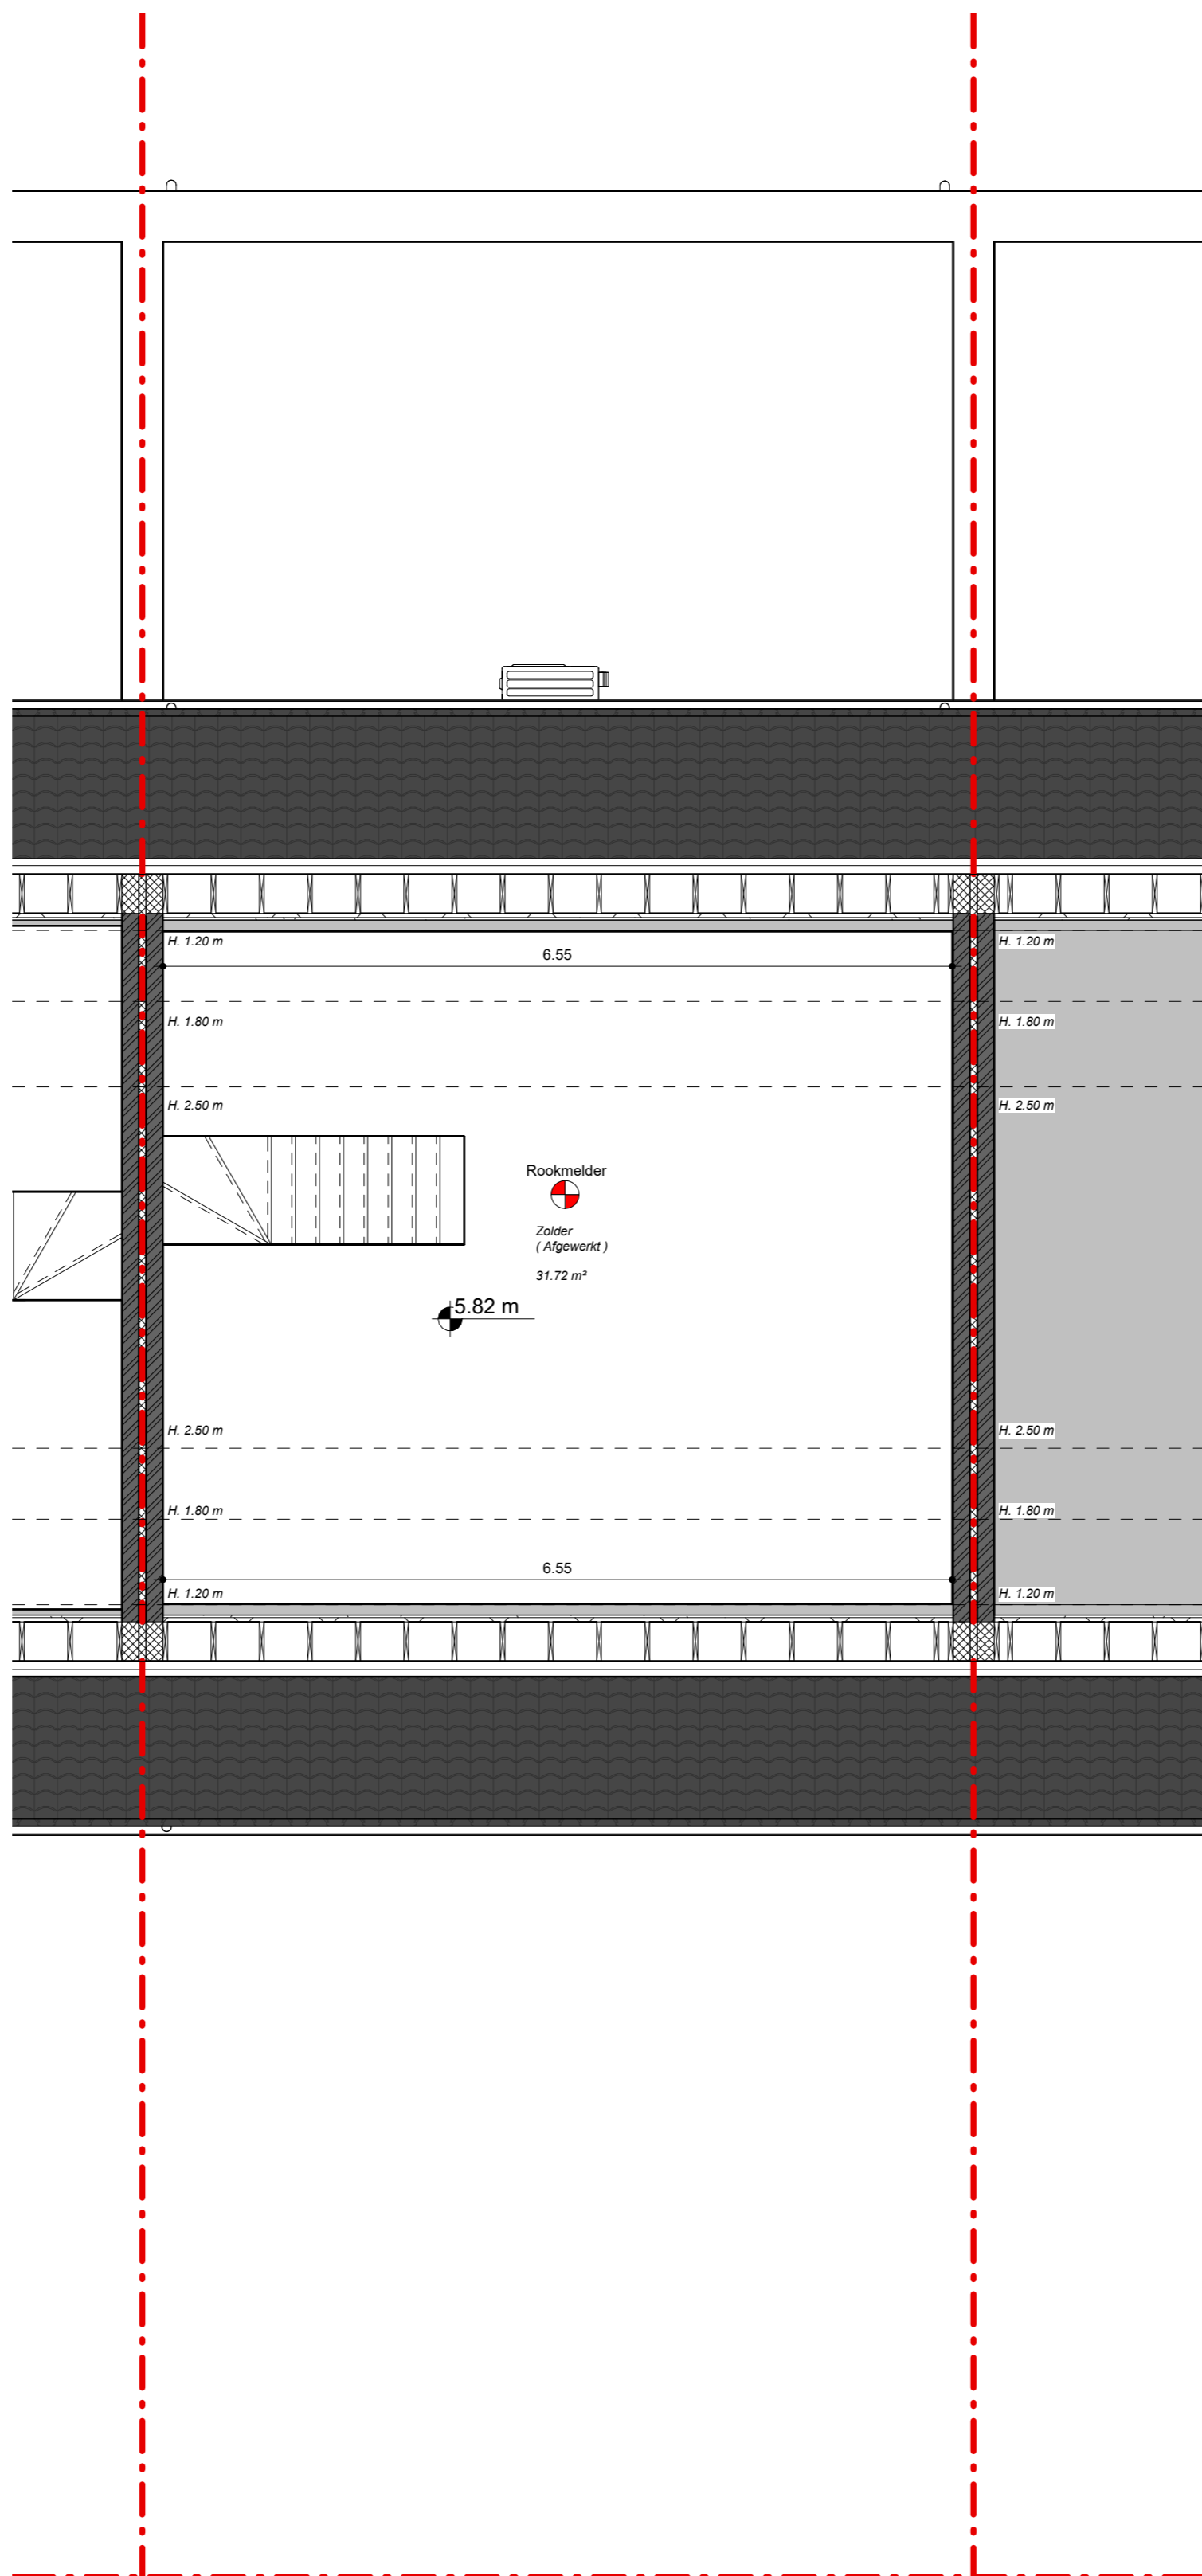 H. 1.20 m
H. 1.20 m
6.55
H. 1.80 m
H. 1.80 m
H. 2.50 m
H. 2.50 m
Rookmelder
Zolder
( Afgewerkt )
31.72 m²
5.82 m
H. 2.50 m
H. 2.50 m
H. 1.80 m
H. 1.80 m
6.55
H. 1.20 m
H. 1.20 m